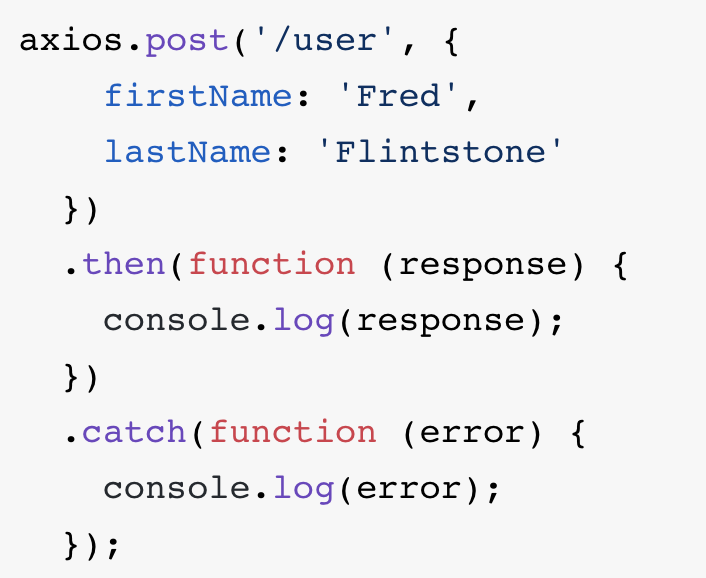 axios.post('/user', {
    firstName: 'Fred',
    lastName: 'Flintstone'
  })
  .then(function (response) {
    console.log(response);
  })
  .catch(function (error) {
    console.log(error);
  });